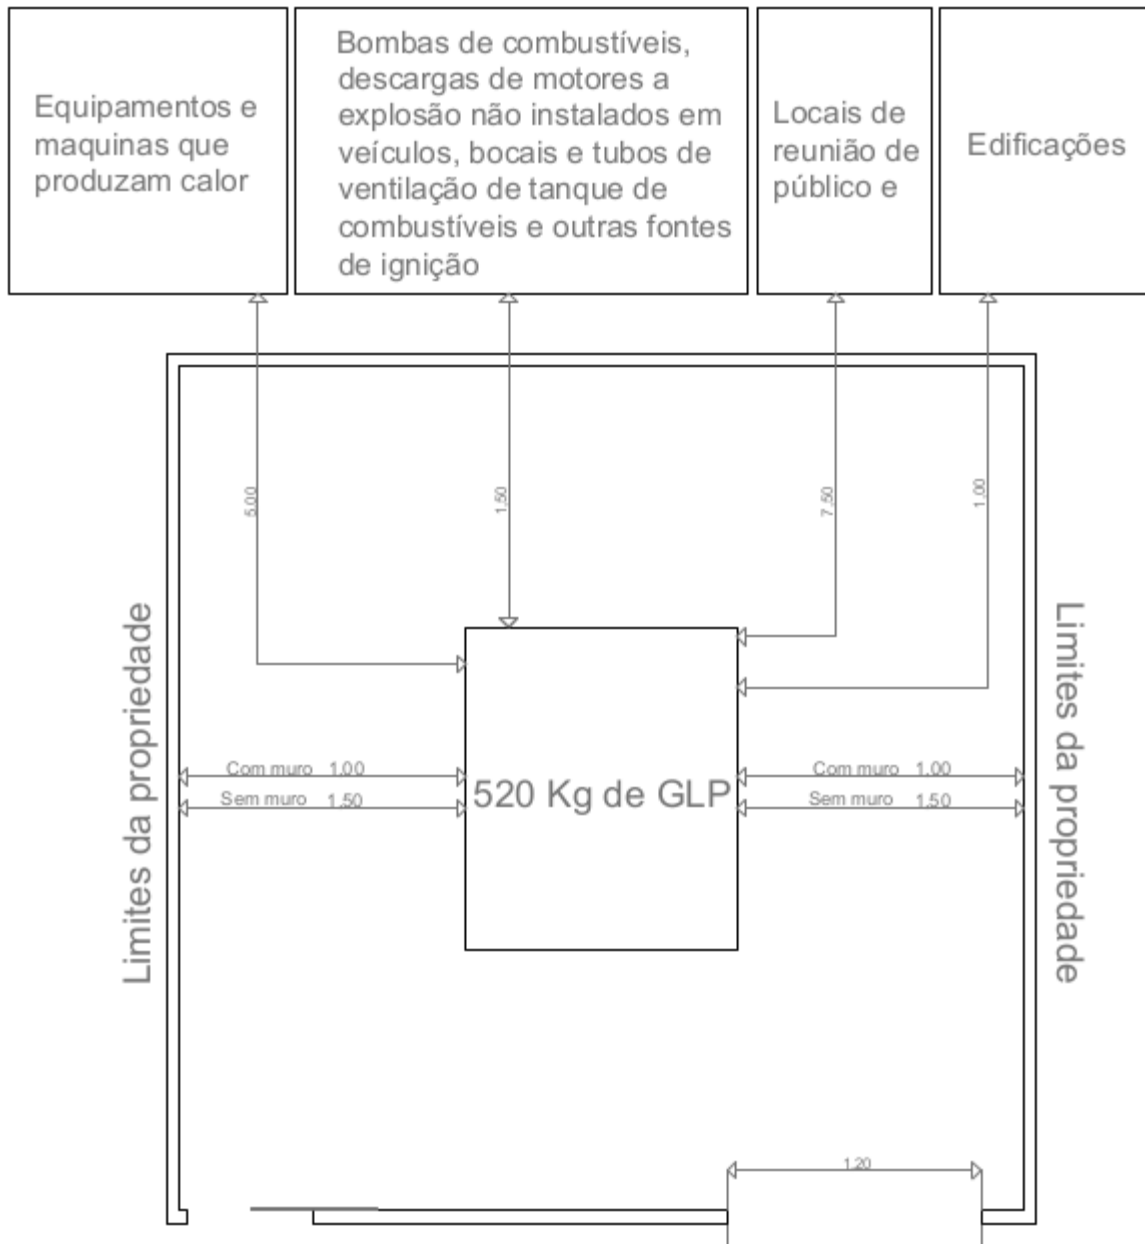 Equipamentos e
maquinas que
produzam calor
Bombas de combustíveis,
descargas de motores a
explosão não instalados em
veículos, bocais e tubos de
ventilação de tanque de
combustíveis e outras fontes
de ignição
Locais de
reunião de
público e
Edificações
5.00
1.50
7.50
1.00
Limites da propriedade
Limites da propriedade
Com muro 1.00
Sem muro 1.50
520 Kg de GLP
Com muro 1.00
Sem muro 1.50
1.20